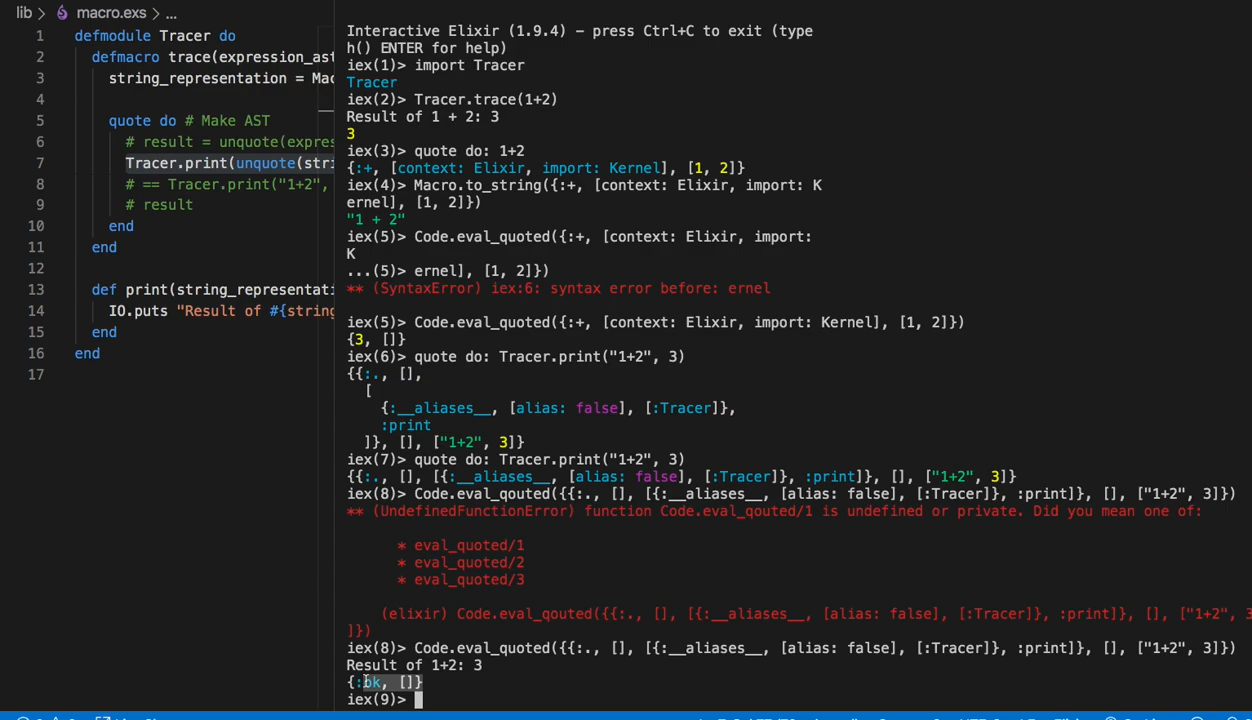 lib > macro.exs > ...
1 defmodule Tracer do
2 defmacro trace(expression_ast
3 string_representation = Mac
4
5 quote do # Make AST
6 # result = unquote(expres
7 Tracer.print(unquote(stri
8 # == Tracer.print("1+2",
9 # result
10 end
11 end
12
13 def print(string_representati
14 IO.puts "Result of #{string
15 end
16 end
17
Interactive Elixir (1.9.4) - press Ctrl+C to exit (type
h() ENTER for help)
iex(1)> import Tracer
Tracer
iex(2)> Tracer.trace(1+2)
Result of 1 + 2: 3
3
iex(3)> quote do: 1+2
{:+, [context: Elixir, import: Kernel], [1, 2]}
iex(4)> Macro.to_string({:+, [context: Elixir, import: K
ernel], [1, 2]})
"1 + 2"
iex(5)> Code.eval_quoted({:+, [context: Elixir, import:
K
...(5)> ernel], [1, 2]})
** (SyntaxError) iex:6: syntax error before: ernel
iex(5)> Code.eval_quoted({:+, [context: Elixir, import: Kernel], [1, 2]})
{3, []}
iex(6)> quote do: Tracer.print("1+2", 3)
{{:., [],
[
{:__aliases__, [alias: false], [:Tracer]},
:print
]}, [], ["1+2", 3]}
iex(7)> quote do: Tracer.print("1+2", 3)
{{:., [], [{:__aliases__, [alias: false], [:Tracer]}, :print]}, [], ["1+2", 3]}
iex(8)> Code.eval_qouted({{:., [], [{:__aliases__, [alias: false], [:Tracer]}, :print]}, [], ["1+2", 3]})
** (UndefinedFunctionError) function Code.eval_qouted/1 is undefined or private. Did you mean one of:
* eval_quoted/1
* eval_quoted/2
* eval_quoted/3
(elixir) Code.eval_qouted({{:., [], [{:__aliases__, [alias: false], [:Tracer]}, :print]}, [], ["1+2", 3
]})
iex(8)> Code.eval_quoted({{:., [], [{:__aliases__, [alias: false], [:Tracer]}, :print]}, [], ["1+2", 3]})
Result of 1+2: 3
{:ok, []}
iex(9)>